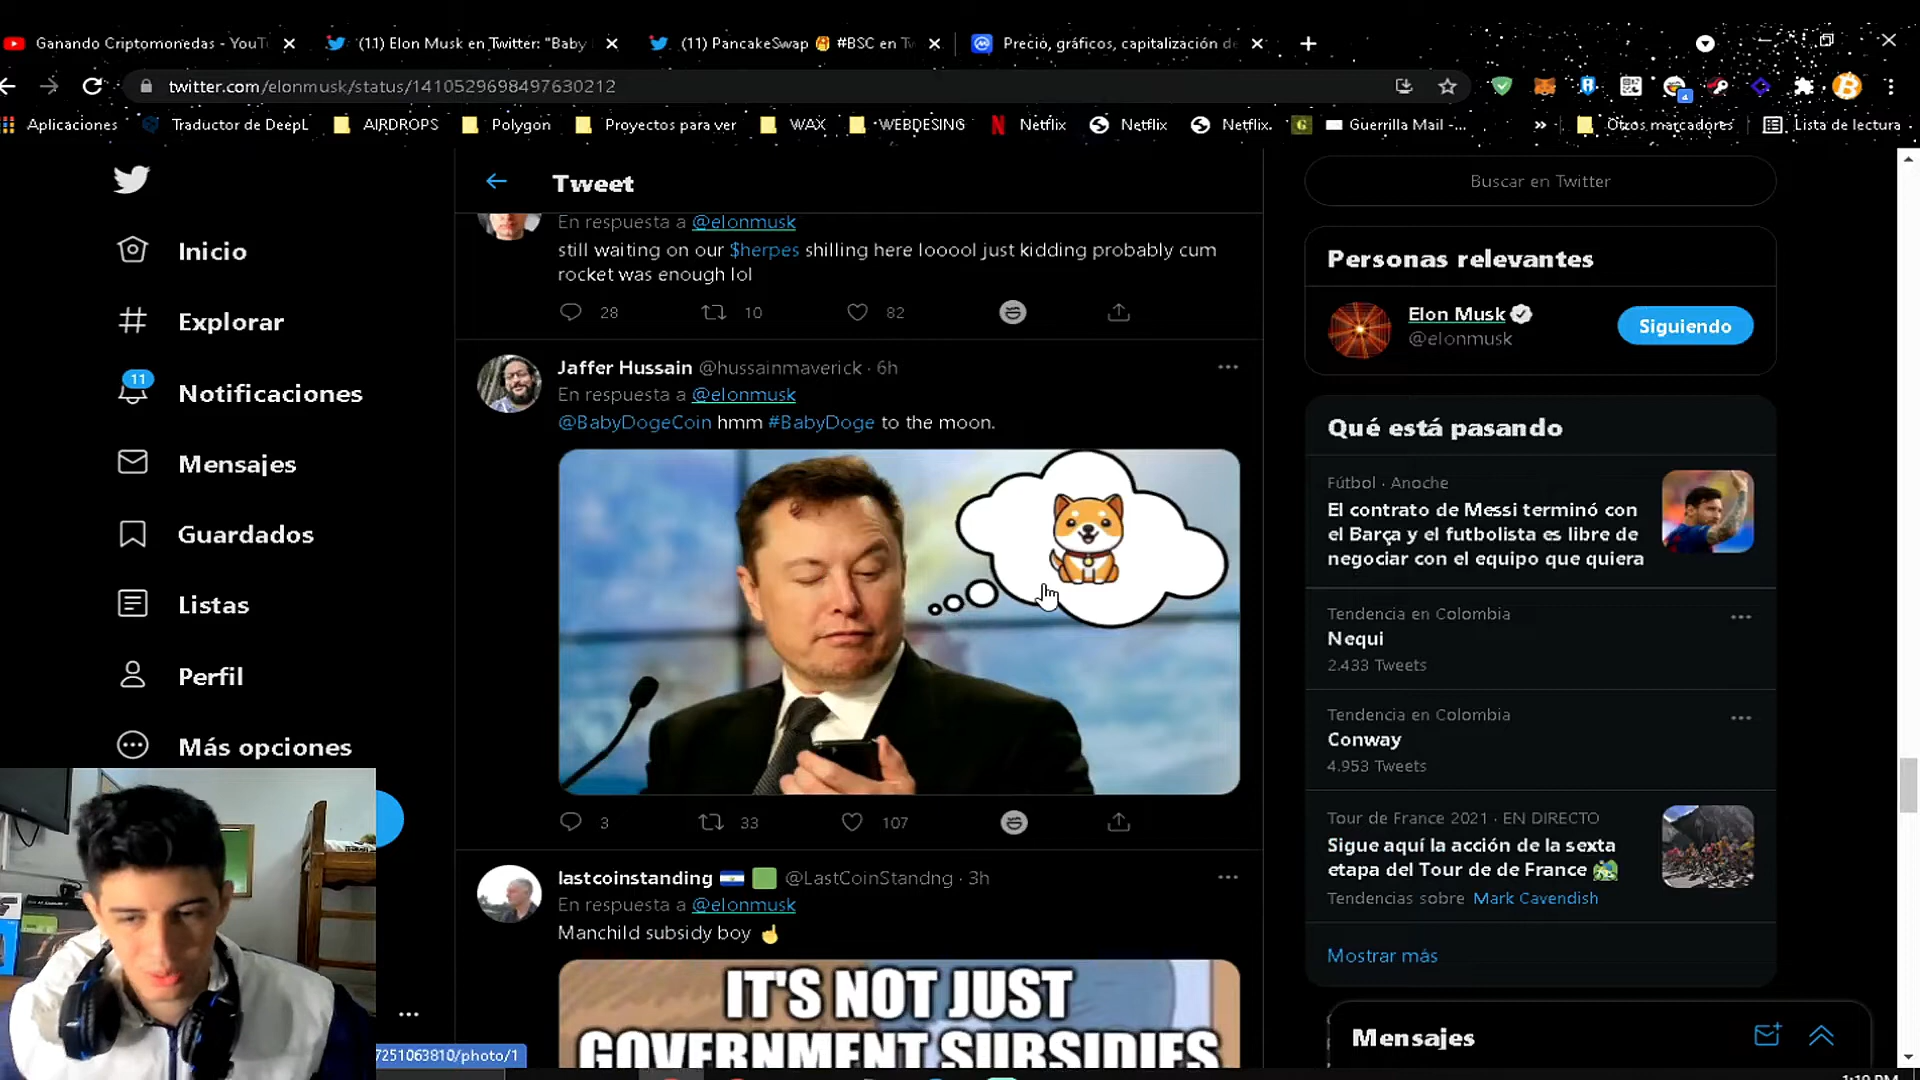 Ganando Criptomonedas - YouT
(11) Elon Musk en Twitter: "Baby
(11) PancakeSwap 🥞 #BSC en Tw
Precio, gráficos, capitalización de
twitter.com/elonmusk/status/1410529698497630212
Aplicaciones
Traductor de DeepL
AIRDROPS
Polygon
Proyectos para ver
WAX
WEBDESING
Netflix
Netflix
Netflix.
Guerrilla Mail -...
»
Otros marcadores
Lista de lectura
Inicio
Explorar
11
Notificaciones
Mensajes
Guardados
Listas
Perfil
Más opciones
Tweet
En respuesta a @elonmusk
still waiting on our $herpes shilling here looool just kidding probably cum
rocket was enough lol
28 10 82
Jaffer Hussain @hussainmaverick · 6h
En respuesta a @elonmusk
@BabyDogeCoin hmm #BabyDoge to the moon.
3 33 107
lastcoinstanding 🇸🇻 🟩 @LastCoinStandng · 3h
En respuesta a @elonmusk
Manchild subsidy boy ☝
IT'S NOT JUST
GOVERNMENT SUBSIDIES
7251063810/photo/1
Buscar en Twitter
Personas relevantes
Elon Musk
@elonmusk
Siguiendo
Qué está pasando
Fútbol · Anoche
El contrato de Messi terminó con
el Barça y el futbolista es libre de
negociar con el equipo que quiera
Tendencia en Colombia
Nequi
2.433 Tweets
Tendencia en Colombia
Conway
4.953 Tweets
Tour de France 2021 · EN DIRECTO
Sigue aquí la acción de la sexta
etapa del Tour de de France
Tendencias sobre Mark Cavendish
Mostrar más
Mensajes